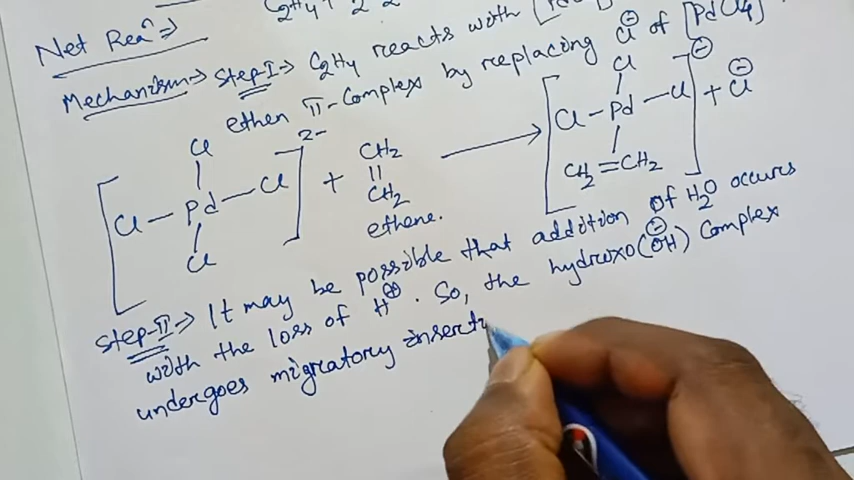 C2H4 +
Net Reaⁿ ⇒
Mechanism → Step-I → C2H4 reacts with [
ethen π-Complex by replacing Cl⊖ of [PdCl4]
[Cl Cl-Pd-Cl Cl]2- + CH2=CH2 → [Cl Cl-Pd-Cl CH2=CH2]⊖ + Cl⊖
ethene.
Step-II ⇒ It may be possible that addition of H2O occurs
with the loss of H⊕. So, the hydroxo(⊖OH) Complex
undergoes migratory inserti